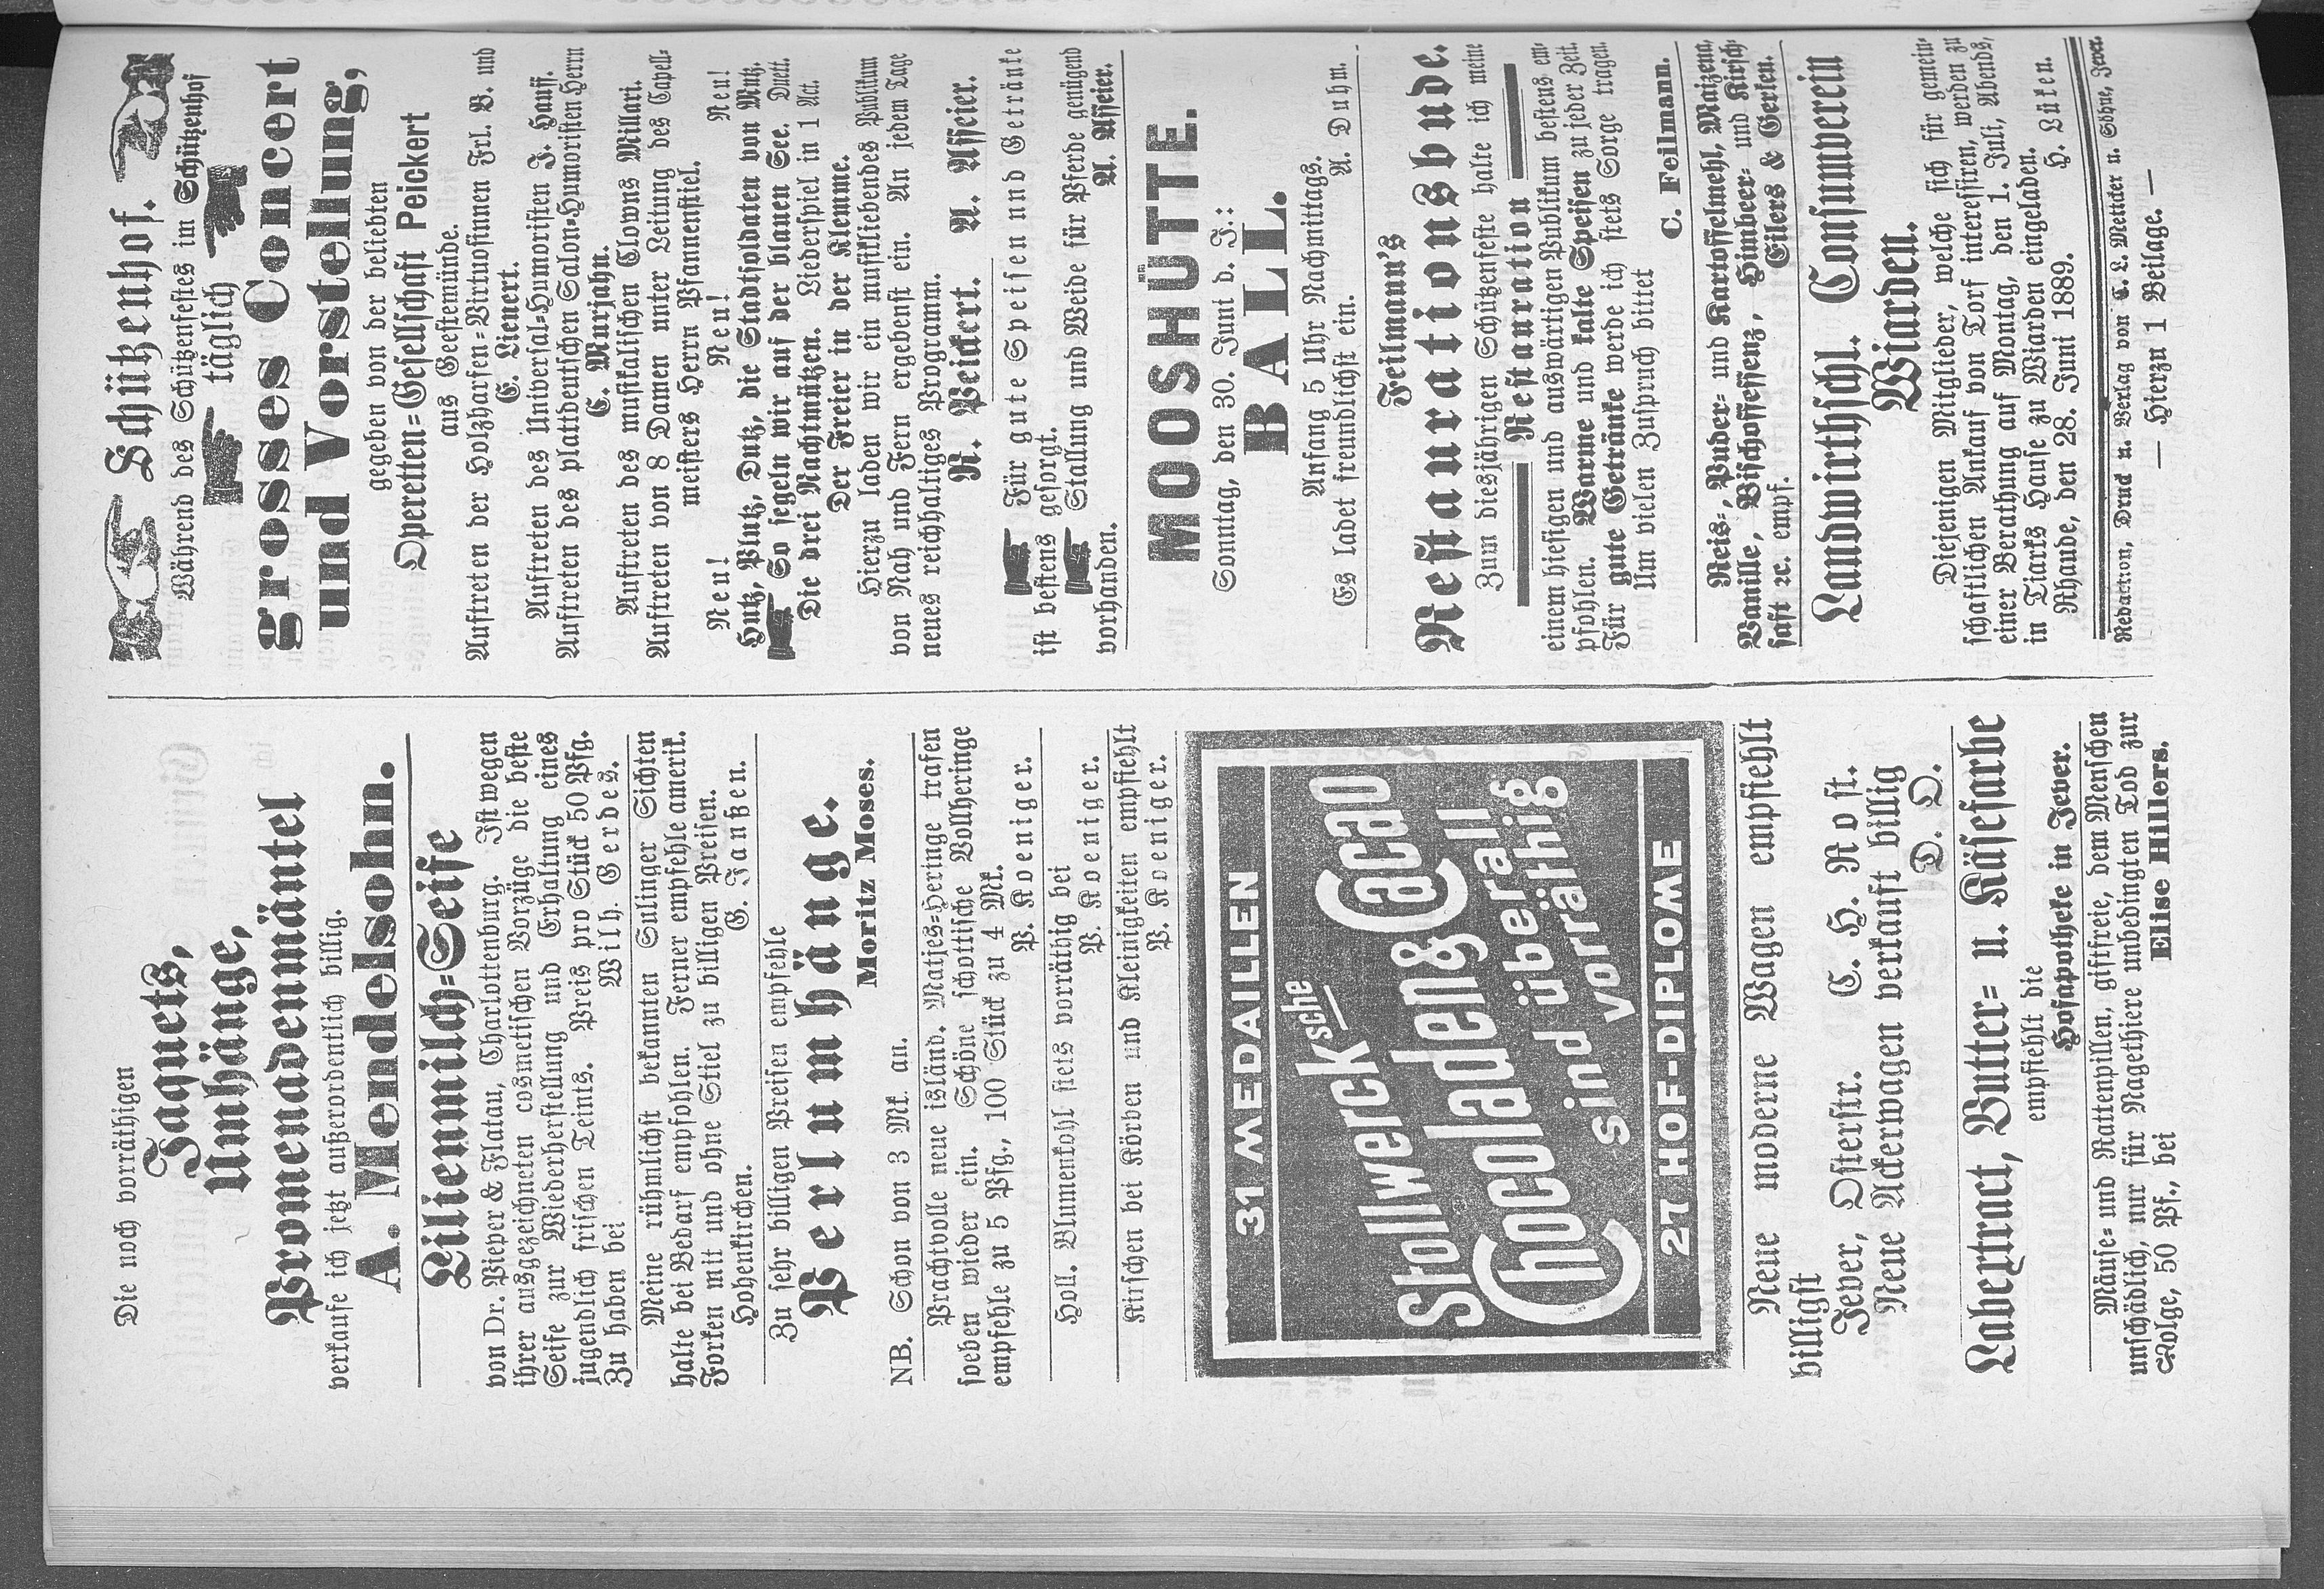 Die noch vorräthigen
Jaquets,
Umhänge,
Promenadenmäntel
verkaufe ich jetzt außerordentlich billig.
A. Mendelsohn.
Lilienmilch=Seife
von Dr. Pieper & Flatau, Charlottenburg. Ist wegen
ihrer ausgezeichneten cosmetischen Vorzüge die beste
Seife zur Wiederherstellung und Erhaltung eines
jugendlich frischen Teints. Preis pro Stück 50 Pfg.
Zu haben bei Wilh. Gerdes.
Meine rühmlichst bekannten Sulinger Sichten
halte bei Bedarf empfohlen. Ferner empfehle amerik.
Forken mit und ohne Stiel zu billigen Preisen.
Hohenkirchen. G. Janßen.
Zu sehr billigen Preisen empfehle
Perlumhänge.
Moritz Moses.
NB. Schon von 3 Mk. an.
Prachtvolle neue isländ. Matjes=Heringe trafen
soeben wieder ein. Schöne schottische Vollheringe
empfehle zu 5 Pfg., 100 Stück zu 4 Mk.
P. Koeniger.
Holl. Blumenkohl stets vorräthig bei
P. Koeniger.
Kirschen bei Körben und Kleinigkeiten empfiehlt
P. Koeniger.
31 MEDAILLEN
Stollwerck'sche
Chocoladen & Cacao
sind überall
vorräthig
27 HOF-DIPLOME
Neue moderne Wagen empfiehlt
billigst
Jever, Osterstr. C. H. Rost.
Neue Ackerwagen verkauft billig
D. O.
Labextract, Butter= u. Käsefarbe
empfiehlt die
Hofapotheke in Jever.
Mäuse= und Rattenpillen, giftfreie, dem Menschen
unschädlich, nur für Nagethiere unbedingten Tod zur
Folge, 50 Pf., bei Elise Hillers.
Schützenhof.
Während des Schützenfestes im Schützenhof
täglich
grosses Concert
und Vorstellung,
gegeben von der beliebten
Operetten=Gesellschaft Peickert
aus Geestemünde.
Auftreten der Holzharfen=Virtuosinnen Frl. B. und
E. Lienert.
Auftreten des Universal=Humoristen J. Hauff.
Auftreten des plattdeutschen Salon=Humoristen Herrn
C. Murjahn.
Auftreten des musikalischen Clowns Millari.
Auftreten von 8 Damen unter Leitung des Capell=
meisters Herrn Pfannenstiel.
Neu! Neu! Neu!
Hutz, Plutz, Dutz, die Stadtsoldaten von Mutz.
So segeln wir auf der blauen See. Duett.
Die drei Nachtmützen. Liederspiel in 1 Act.
Der Freier in der Klemme.
Hierzu laden wir ein musikliebendes Publikum
von Nah und Fern ergebenst ein. An jedem Tage
neues reichhaltiges Programm.
R. Peickert. A. Asseier.
Für gute Speisen und Getränke
ist bestens gesorgt.
Stallung und Weide für Pferde genügend
vorhanden. A. Asseier.
MOOSHÜTTE.
Sonntag, den 30. Juni d. J.:
BALL.
Anfang 5 Uhr Nachmittags.
Es ladet freundlichst ein. A. Duhm.
Feilmann's
Restaurationsbude.
Zum diesjährigen Schützenfeste halte ich meine
Restauration
einem hiesigen und auswärtigen Publikum bestens em=
pfohlen. Warme und kalte Speisen zu jeder Zeit.
Für gute Getränke werde ich stets Sorge tragen.
Um vielen Zuspruch bittet
C. Feilmann.
Reis=, Puder= und Kartoffelmehl, Maizena,
Vanille, Bischoffessenz, Himbeer= und Kirsch=
saft ec. empf. Eilers & Gerken.
Landwirthschl. Consumverein
Wiarden.
Diejenigen Mitglieder, welche sich für gemein=
schaftlichen Ankauf von Torf interessiren, werden zu
einer Berathung auf Montag, den 1. Juli, Abends,
in Tiarks Hause zu Wiarden eingeladen.
Rhaude, den 28. Juni 1889. H. Lüken.
Redaction, Druck u. Verlag von C. L. Mettcker u. Söhne, Jever.
— Hierzu 1 Beilage. —